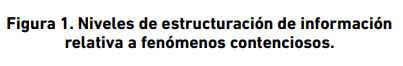 Figura 1. Niveles de estructuración de información
relativa a fenómenos contenciosos.